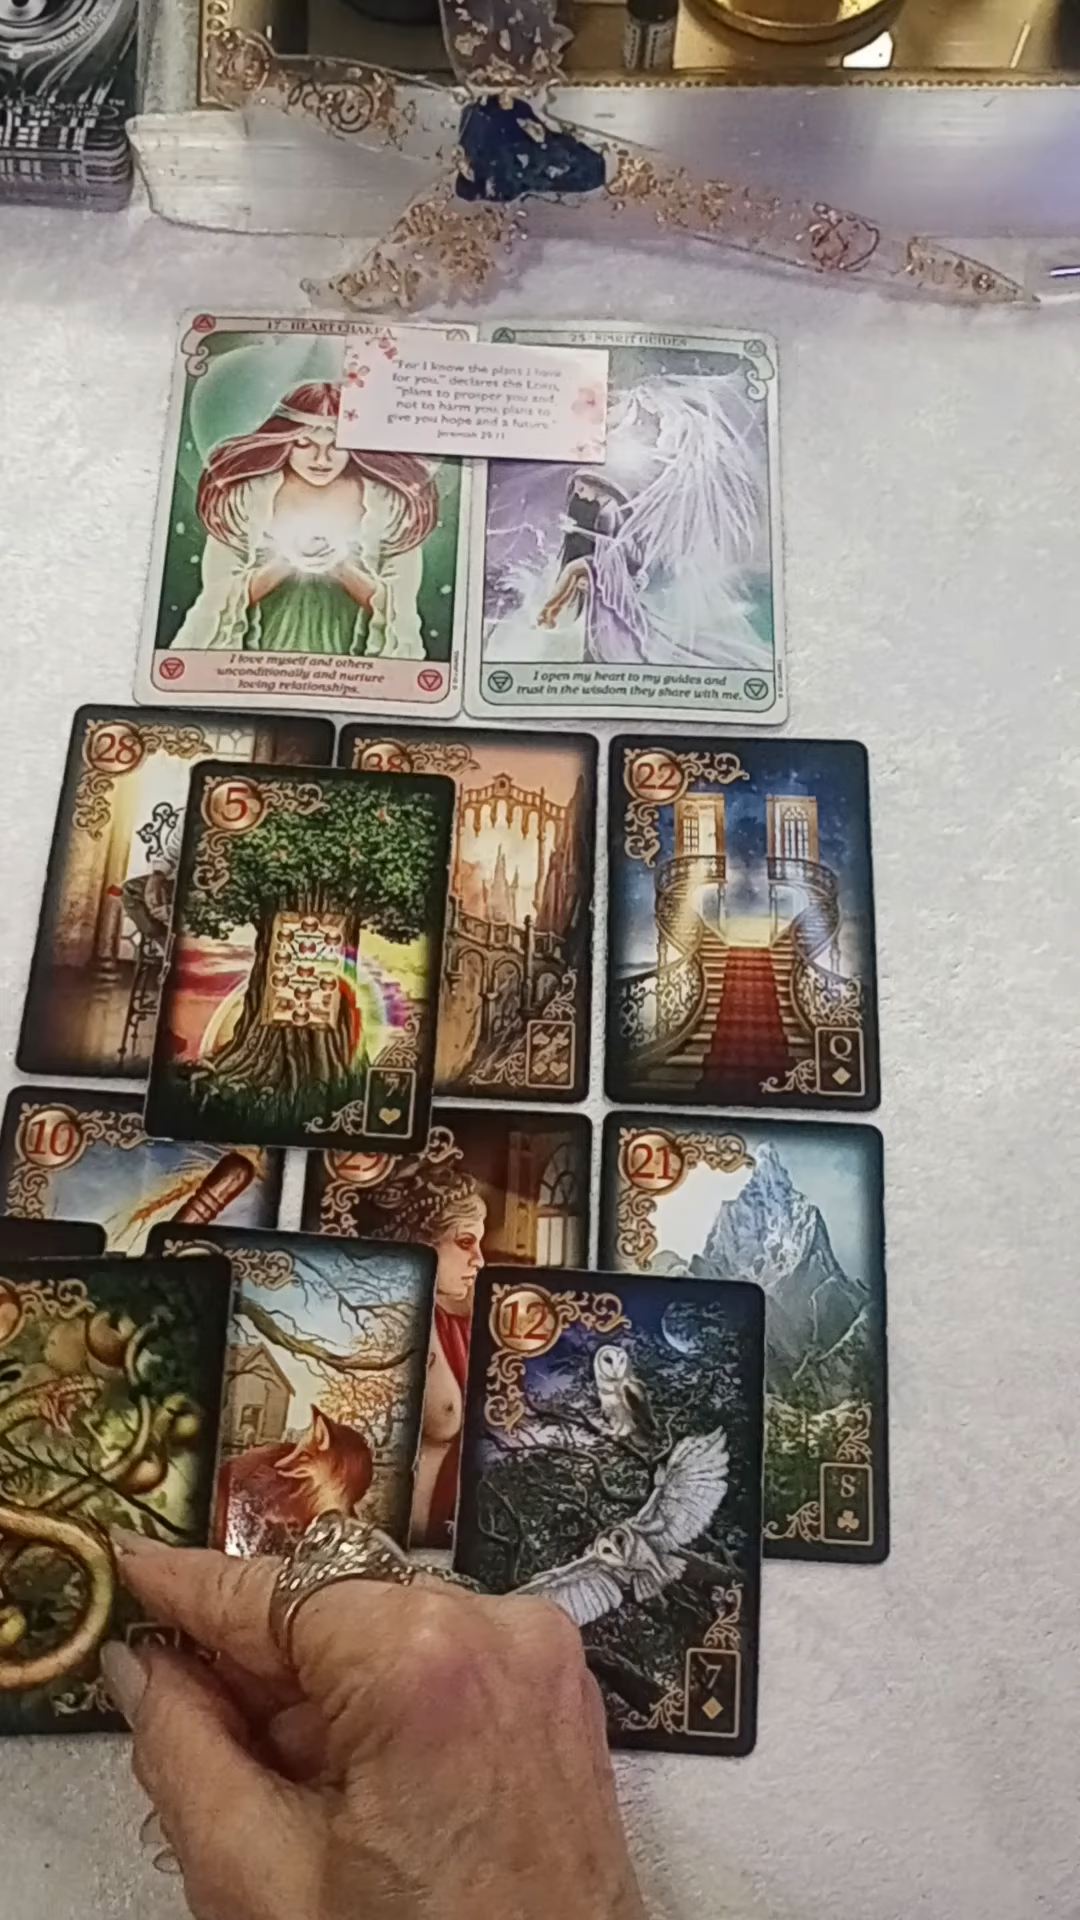 17 · HEART CHAKRA
25 · SPIRIT GUIDES
"For I know the plans I have
for you," declares the Lord,
"plans to prosper you and
not to harm you, plans to
give you hope and a future."
Jeremiah 29:11
I love myself and others
unconditionally and nurture
loving relationships.
I open my heart to my guides and
trust in the wisdom they share with me.
28
38
22
5
Q
7
10
29
21
12
8
7